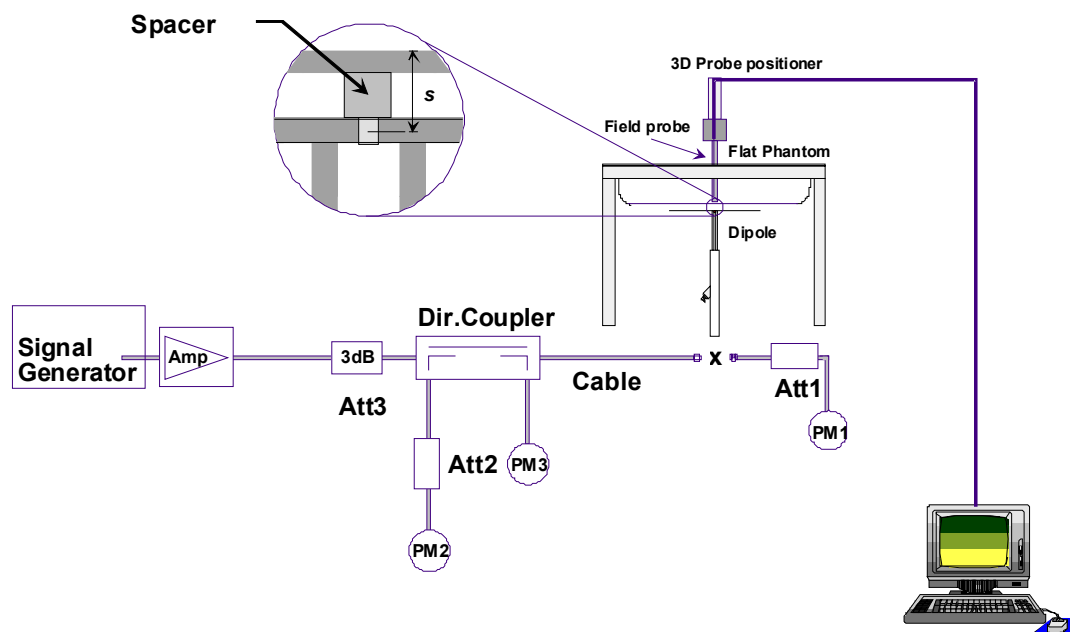 Spacer
s
3D Probe positioner
Field probe
Flat Phantom
Dipole
Signal
Generator
Amp
3dB
Att3
Dir.Coupler
Cable
x
Att1
PM1
Att2
PM3
PM2